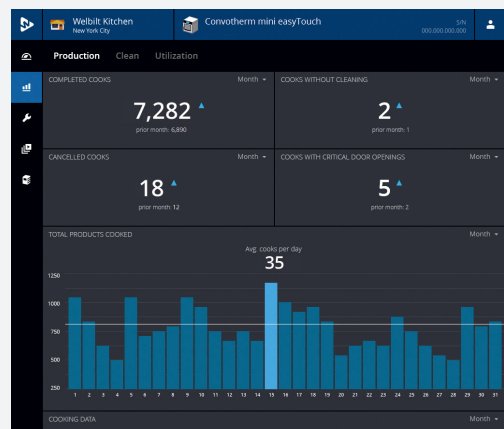 Welbilt Kitchen
New York City
Convotherm mini easyTouch
S/N
000.000.000.000
Production Clean Utilization
COMPLETED COOKS Month
7,282
prior month: 6,890
COOKS WITHOUT CLEANING Month
2
prior month: 1
CANCELLED COOKS Month
18
prior month: 12
COOKS WITH CRITICAL DOOR OPENINGS Month
5
prior month: 2
TOTAL PRODUCTS COOKED Month
Avg. cooks per day
35
1250
1000
750
500
250
1 2 3 4 5 6 7 8 9 10 11 12 13 14 15 16 17 18 19 20 21 22 23 24 25 26 27 28 29 30 31
COOKING DATA Month